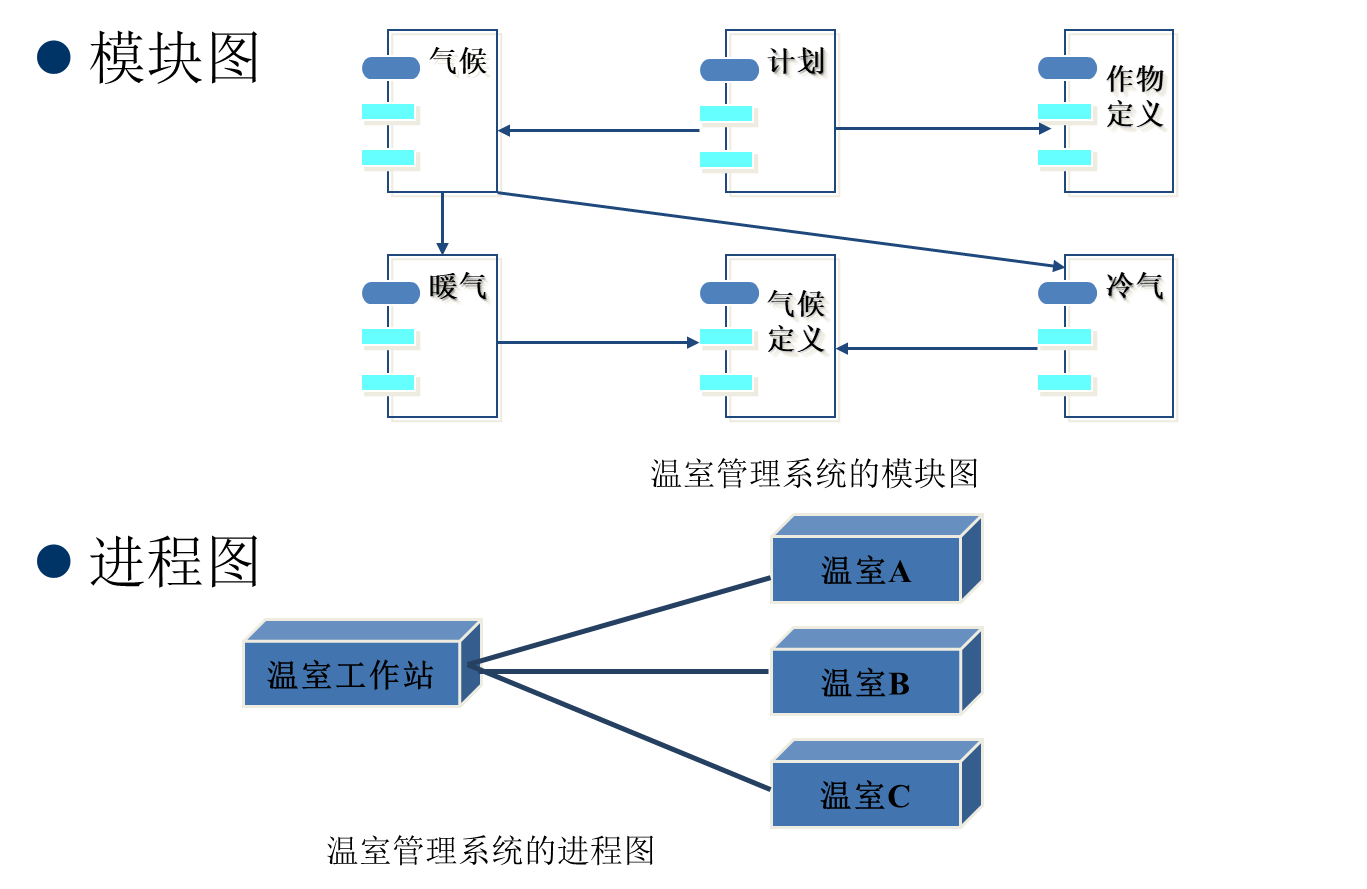 模块图
气候
计划
作物
定义
暖气
气候
定义
冷气
温室管理系统的模块图
进程图
温室A
温室工作站
温室B
温室C
温室管理系统的进程图